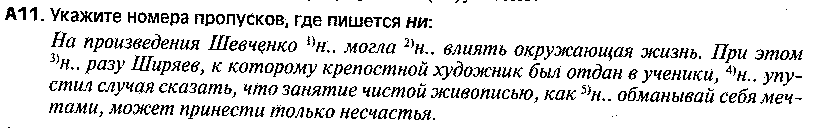 А11. Укажите номера пропусков, где пишется ни:
На произведения Шевченко ¹⁾н.. могла ²⁾н.. влиять окружающая жизнь. При этом
³⁾н.. разу Ширяев, к которому крепостной художник был отдан в ученики, ⁴⁾н.. упу-
стил случая сказать, что занятие чистой живописью, как ⁵⁾н.. обманывай себя меч-
тами, может принести только несчастья.